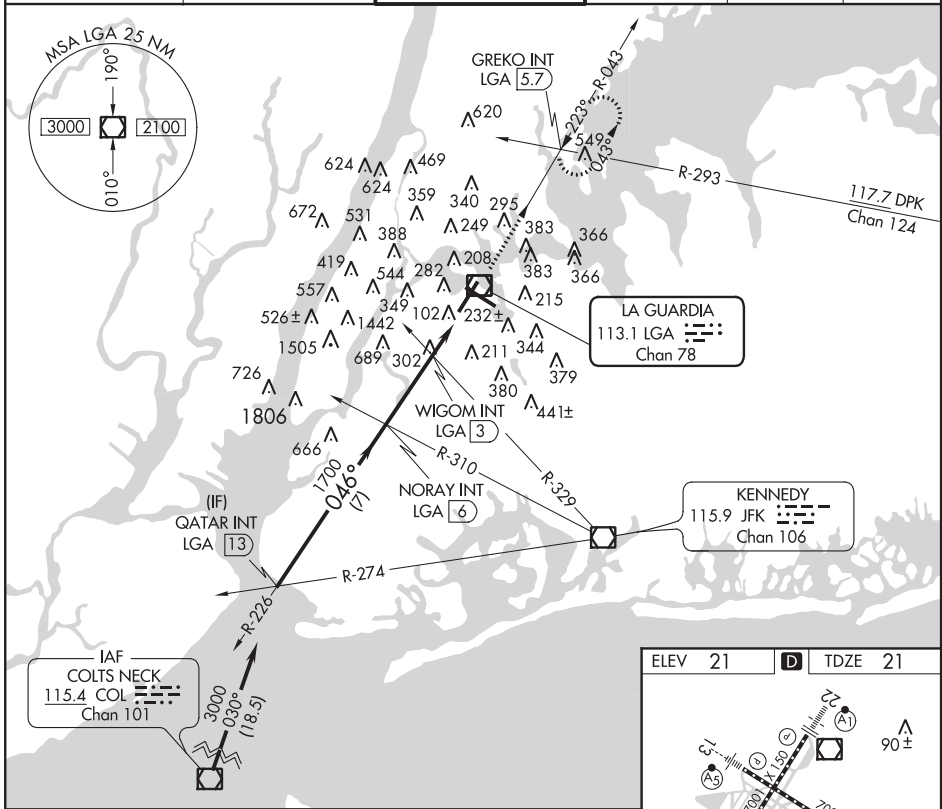 MSA LGA 25 NM
190°
3000
2100
010°
GREKO INT
LGA 5.7
R-043
223°
043°
620
549
R-293
117.7 DPK
Chan 124
624
624
469
340
295
359
672
531
388
249
383
366
383
366
419
544
282
208
557
349
102
232±
215
526±
1442
1505
689
302
211
344
379
380
441±
726
1806
666
LA GUARDIA
113.1 LGA
Chan 78
WIGOM INT
LGA 3
R-310
R-329
NORAY INT
LGA 6
1700
046°
(7)
(IF)
QATAR INT
LGA 13
KENNEDY
115.9 JFK
Chan 106
R-274
R-226
IAF
COLTS NECK
115.4 COL
Chan 101
3000
030°
(18.5)
ELEV 21
D
TDZE 21
22
A1
90±
13
P
P
A5
7001 X 150